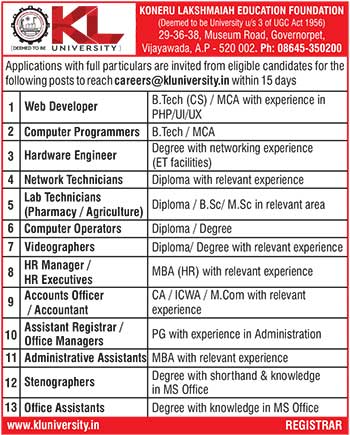 KONERU LAKSHMAIAH EDUCATION FOUNDATION
(Deemed to be University u/s 3 of UGC Act 1956)
29-36-38, Museum Road, Governorpet,
Vijayawada, A.P - 520 002. Ph: 08645-350200
KL
(DEEMED TO BE UNIVERSITY)
Applications with full particulars are invited from eligible candidates for the
following posts to reach careers@kluniversity.in within 15 days
1 Web Developer B.Tech (CS) / MCA with experience in
PHP/UI/UX
2 Computer Programmers B.Tech / MCA
3 Hardware Engineer Degree with networking experience
(ET facilities)
4 Network Technicians Diploma with relevant experience
5 Lab Technicians
(Pharmacy / Agriculture) Diploma / B.Sc/ M.Sc in relevant area
6 Computer Operators Diploma / Degree
7 Videographers Diploma/ Degree with relevant experience
8 HR Manager /
HR Executives MBA (HR) with relevant experience
9 Accounts Officer
/ Accountant CA / ICWA / M.Com with relevant
experience
10 Assistant Registrar /
Office Managers PG with experience in Administration
11 Administrative Assistants MBA with relevant experience
12 Stenographers Degree with shorthand & knowledge
in MS Office
13 Office Assistants Degree with knowledge in MS Office
www.kluniversity.in REGISTRAR